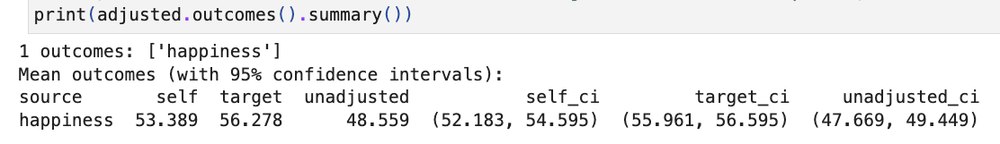 print(adjusted.outcomes().summary())
1 outcomes: ['happiness']
Mean outcomes (with 95% confidence intervals):
source self target unadjusted self_ci target_ci unadjusted_ci
happiness 53.389 56.278 48.559 (52.183, 54.595) (55.961, 56.595) (47.669, 49.449)